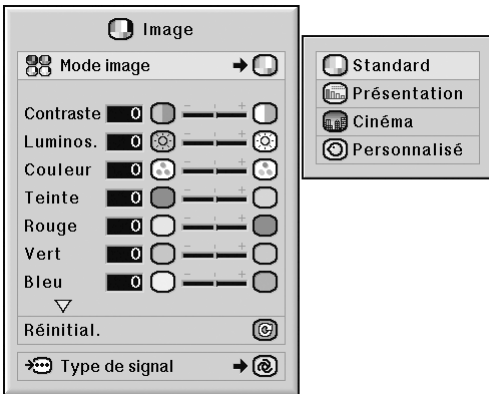 Image
Mode image
Contraste 0
Luminos. 0
Couleur 0
Teinte 0
Rouge 0
Vert 0
Bleu 0
Réinitial.
Type de signal
Standard
Présentation
Cinéma
Personnalisé